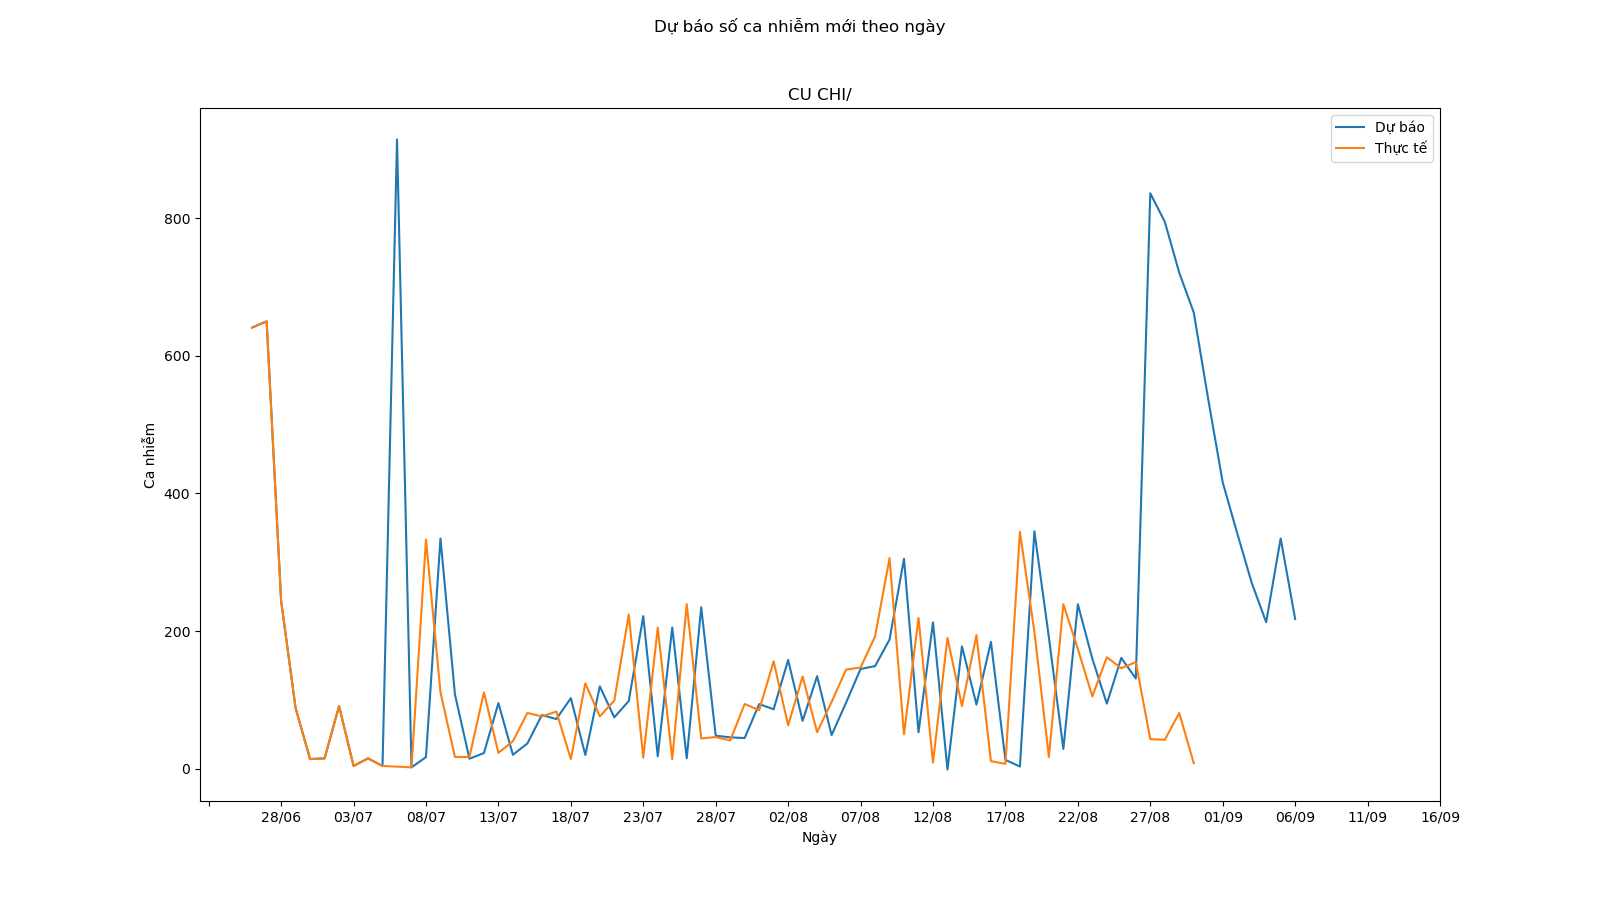 Dự báo số ca nhiễm mới theo ngày
CU CHI/
Dự báo
Thực tế
800
600
400
200
0
Ca nhiễm
28/06 03/07 08/07 13/07 18/07 23/07 28/07 02/08 07/08 12/08 17/08 22/08 27/08 01/09 06/09 11/09 16/09
Ngày